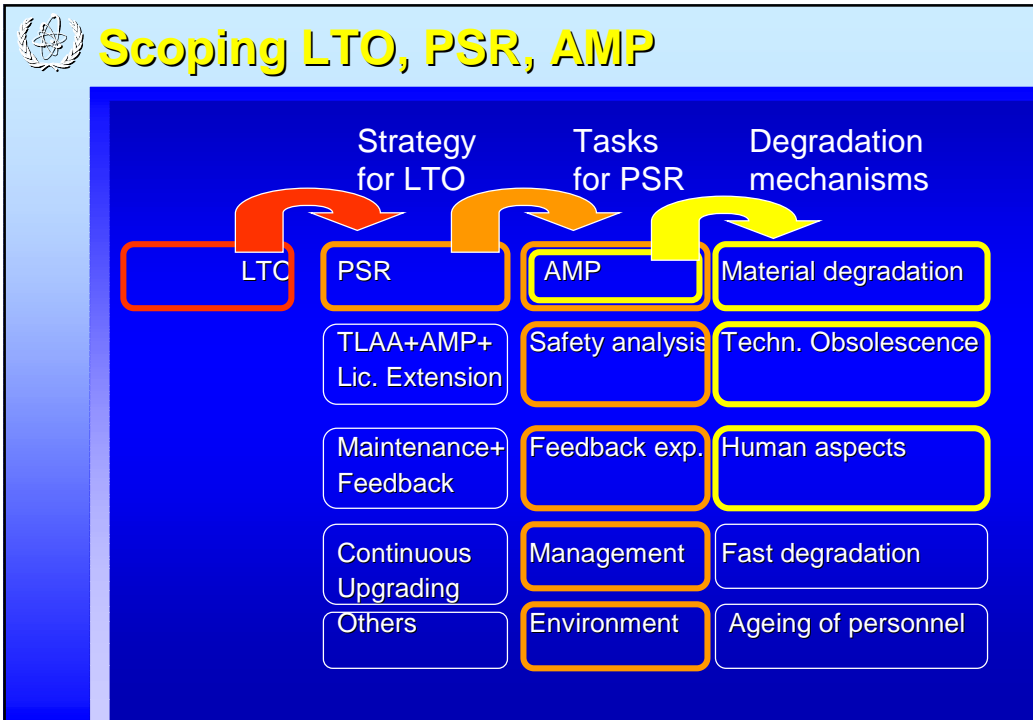 Scoping LTO, PSR, AMP
Strategy
for LTO
Tasks
for PSR
Degradation
mechanisms
LTO
PSR
AMP
Material degradation
TLAA+AMP+
Lic. Extension
Safety analysis
Techn. Obsolescence
Maintenance+
Feedback
Feedback exp.
Human aspects
Continuous
Upgrading
Management
Fast degradation
Others
Environment
Ageing of personnel